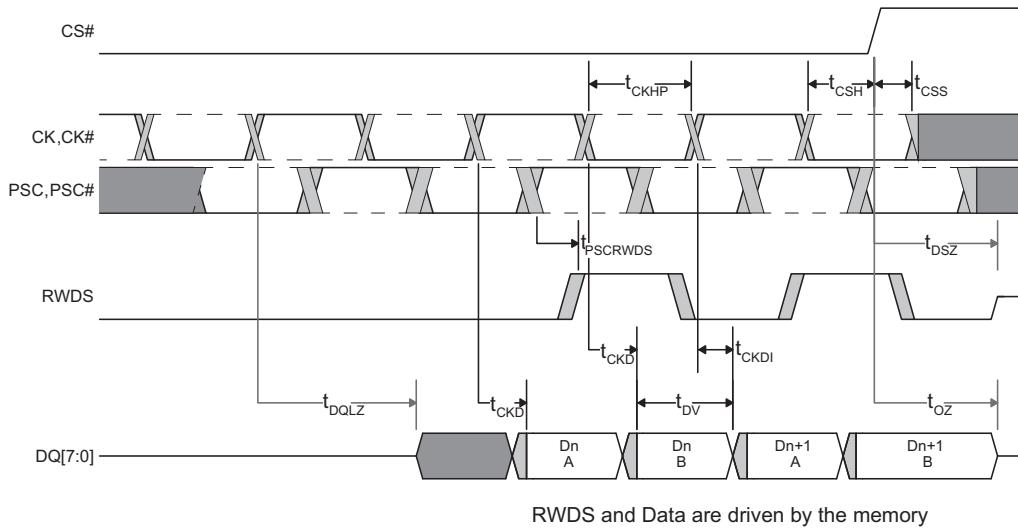 CS#
tCKHP
tCSH
tCSS
CK,CK#
PSC,PSC#
tPSCRWDS
tDSZ
RWDS
tCKD
tCKDI
tDQLZ
tCKD
tDV
tOZ
DQ[7:0]
Dn
A
Dn
B
Dn+1
A
Dn+1
B
RWDS and Data are driven by the memory